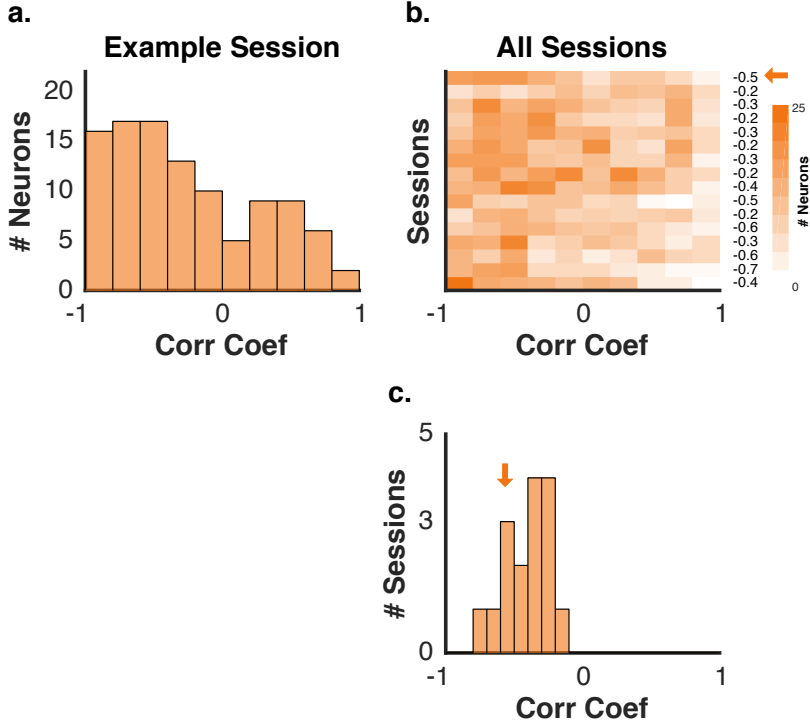 a.
Example Session
20
15
10
5
0
# Neurons
-1
0
1
Corr Coef
b.
All Sessions
Sessions
-0.5
-0.2
-0.3
-0.2
-0.3
-0.2
-0.3
-0.2
-0.4
-0.5
-0.2
-0.6
-0.3
-0.6
-0.7
-0.4
25
0
# Neurons
-1
0
1
Corr Coef
c.
5
3
0
# Sessions
-1
0
1
Corr Coef